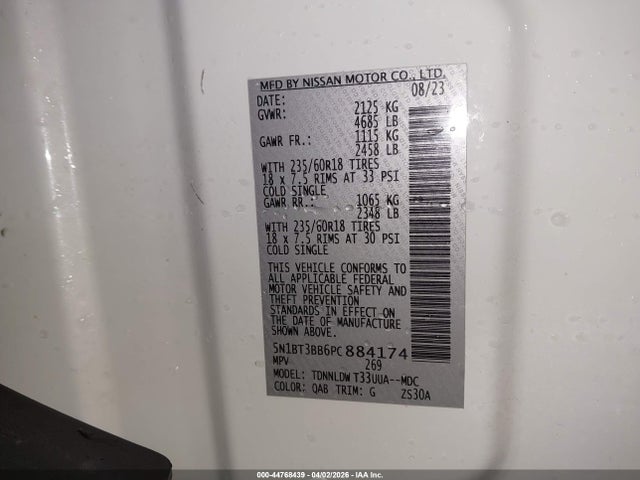 MFD BY NISSAN MOTOR CO., LTD.
DATE: 08/23
GVWR: 2125 KG
4685 LB
GAWR FR.: 1115 KG
2458 LB
WITH 235/60R18 TIRES
18 x 7.5 RIMS AT 33 PSI
COLD SINGLE
GAWR RR.: 1065 KG
2348 LB
WITH 235/60R18 TIRES
18 x 7.5 RIMS AT 30 PSI
COLD SINGLE
THIS VEHICLE CONFORMS TO
ALL APPLICABLE FEDERAL
MOTOR VEHICLE SAFETY AND
THEFT PREVENTION
STANDARDS IN EFFECT ON
THE DATE OF MANUFACTURE
SHOWN ABOVE.
5N1BT3BB6PC884174
MPV 269
MODEL: TDNNLDW T33UUA--MDC
COLOR: QAB TRIM: G 2S30A
000-44768439 - 04/02/2026 - IAA Inc.